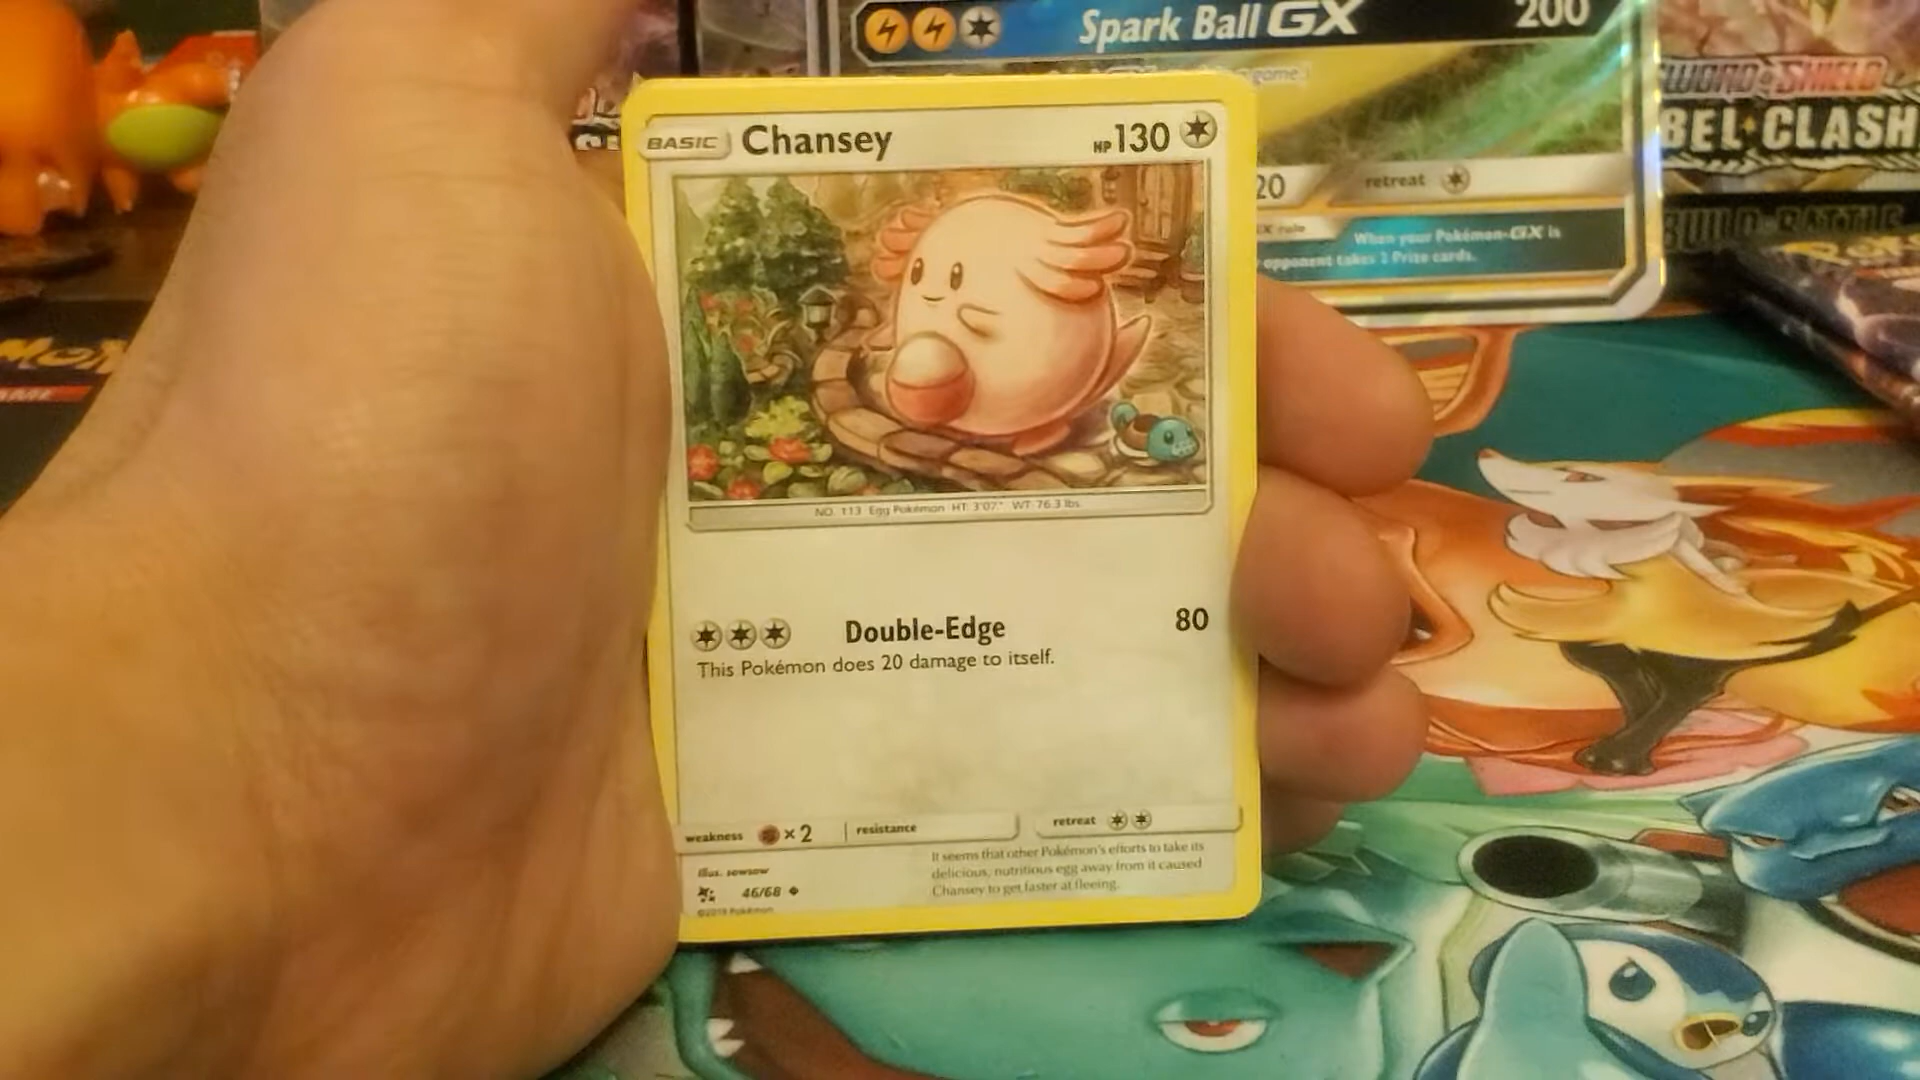 Spark Ball GX 200
game.)
SWORD & SHIELD
BEL CLASH
BUILD BATTLE
20 retreat
GX rule When your Pokémon-GX is
opponent takes 2 Prize cards.
BASIC Chansey HP 130
NO. 113 Egg Pokémon HT: 3'07" WT: 76.3 lbs.
Double-Edge 80
This Pokémon does 20 damage to itself.
weakness ×2 resistance retreat
Illus. sowsow
46/68
©2019 Pokémon
It seems that other Pokémon's efforts to take its
delicious, nutritious egg away from it caused
Chansey to get faster at fleeing.